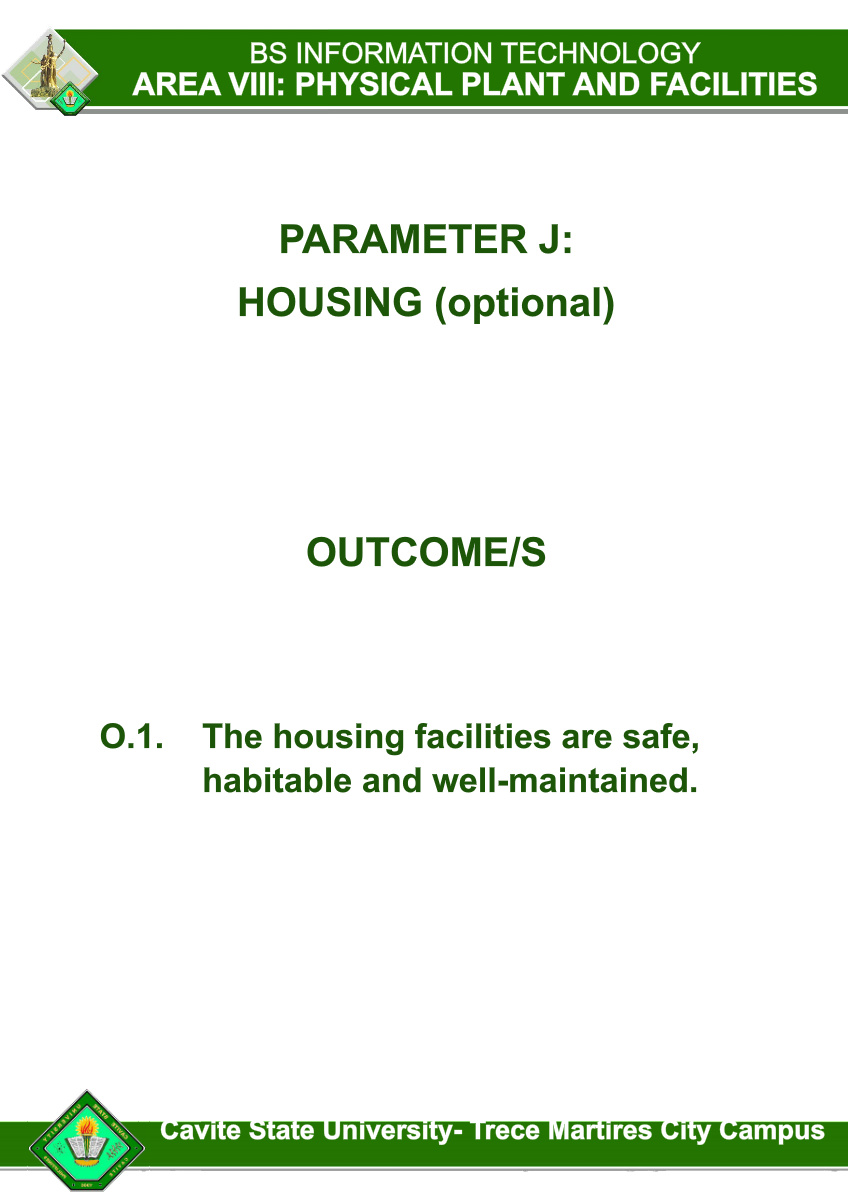 BS INFORMATION TECHNOLOGY
AREA VIII: PHYSICAL PLANT AND FACILITIES
PARAMETER J:
HOUSING (optional)
OUTCOME/S
O.1. The housing facilities are safe,
habitable and well-maintained.
Cavite State University- Trece Martires City Campus